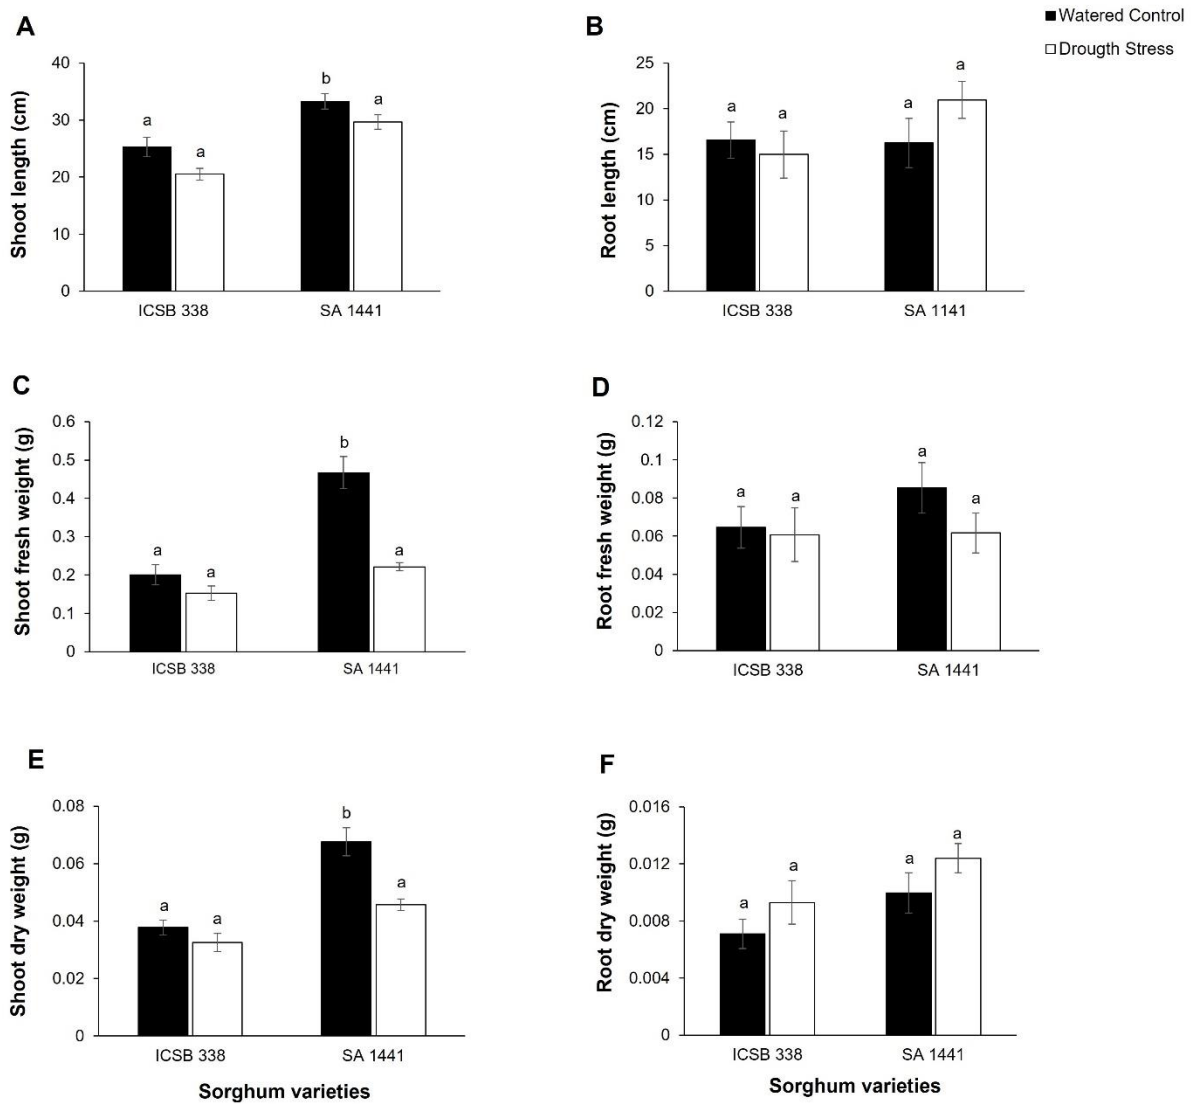 A
B
■ Watered Control
□ Drougth Stress
Shoot length (cm)
40
30
20
10
0
a
a
b
a
ICSB 338
SA 1441
Root length (cm)
25
20
15
10
5
0
a
a
a
a
ICSB 338
SA 1141
C
D
Shoot fresh weight (g)
0.6
0.5
0.4
0.3
0.2
0.1
0
a
a
b
a
ICSB 338
SA 1441
Root fresh weight (g)
0.12
0.1
0.08
0.06
0.04
0.02
0
a
a
a
a
ICSB 338
SA 1441
E
F
Shoot dry weight (g)
0.08
0.06
0.04
0.02
0
a
a
b
a
ICSB 338
SA 1441
Sorghum varieties
Root dry weight (g)
0.016
0.012
0.008
0.004
0
a
a
a
a
ICSB 338
SA 1441
Sorghum varieties